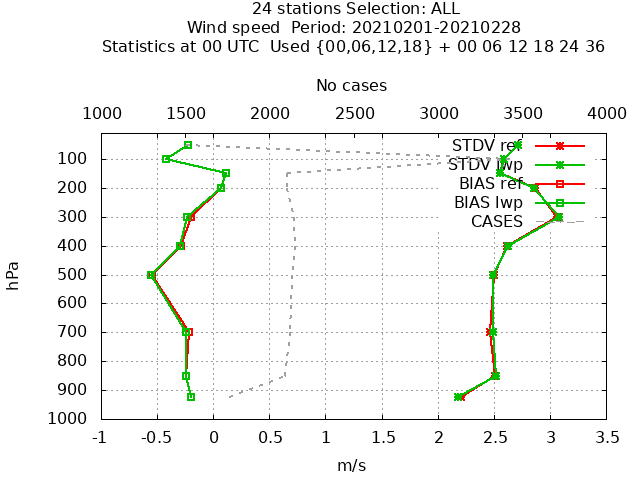 24 stations Selection: ALL
Wind speed  Period: 20210201-20210228
Statistics at 00 UTC  Used {00,06,12,18} + 00 06 12 18 24 36
No cases
1000 1500 2000 2500 3000 3500 4000
STDV ref
STDV lwp
BIAS ref
BIAS lwp
CASES
100
200
300
400
500
600
700
800
900
1000
hPa
-1 -0.5 0 0.5 1 1.5 2 2.5 3 3.5
m/s